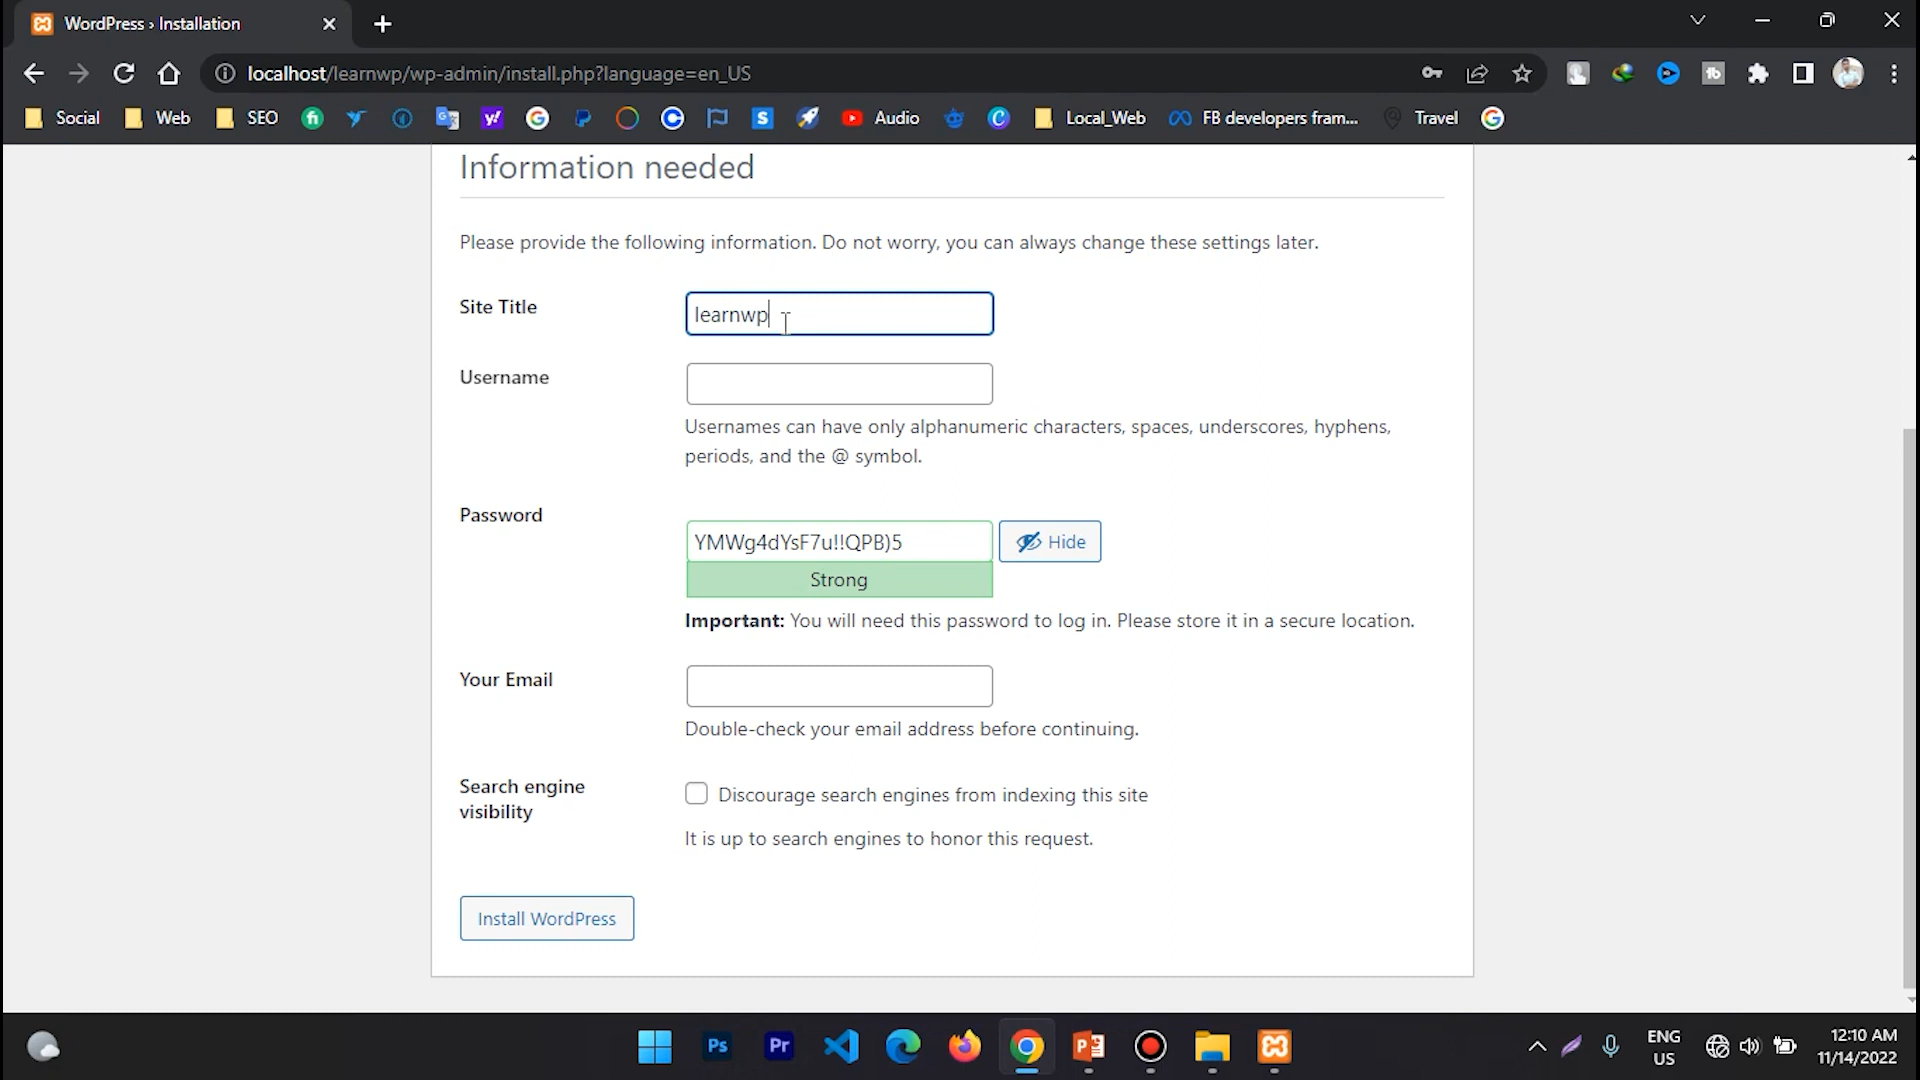 WordPress › Installation
localhost/learnwp/wp-admin/install.php?language=en_US
Social Web SEO Audio Local_Web FB developers fram... Travel
Information needed
Please provide the following information. Do not worry, you can always change these settings later.
Site Title
learnwp
Username
Usernames can have only alphanumeric characters, spaces, underscores, hyphens,
periods, and the @ symbol.
Password
YMWg4dYsF7u!!QPB)5
Hide
Strong
Important: You will need this password to log in. Please store it in a secure location.
Your Email
Double-check your email address before continuing.
Search engine
visibility
Discourage search engines from indexing this site
It is up to search engines to honor this request.
Install WordPress
Ps
Pr
ENG
US
12:10 AM
11/14/2022